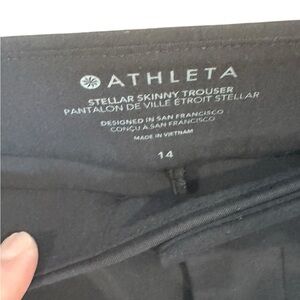 ATHLETA
STELLAR SKINNY TROUSER
PANTALON DE VILLE ÉTROIT STELLAR
DESIGNED IN SAN FRANCISCO
CONÇU A SAN FRANCISCO
MADE IN VIETNAM
14